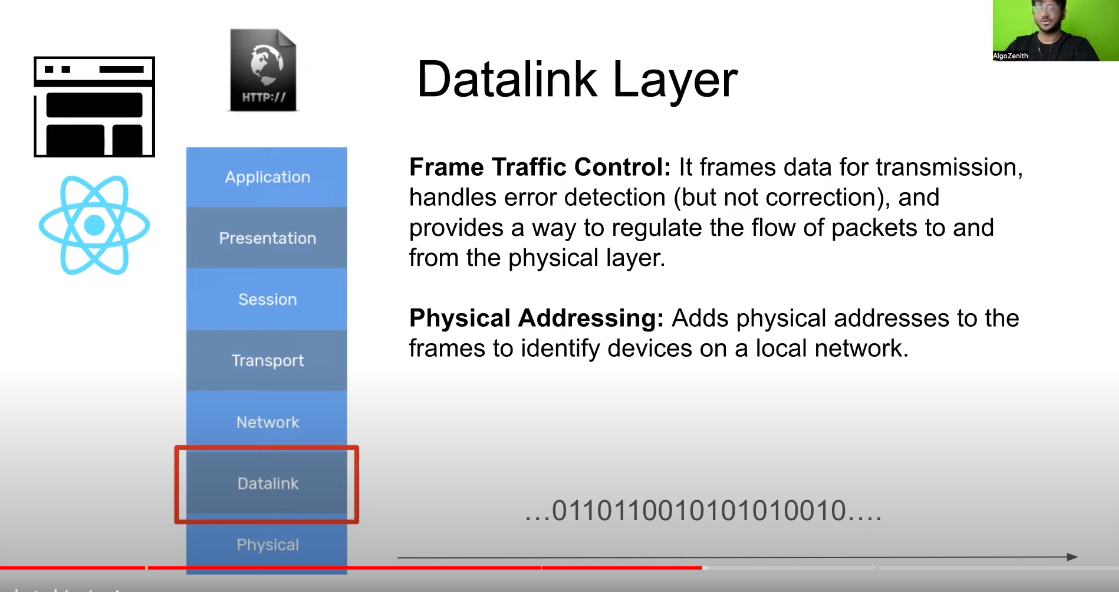 AlgoZenith
HTTP://
Datalink Layer
Application
Presentation
Session
Transport
Network
Datalink
Physical
Frame Traffic Control: It frames data for transmission,
handles error detection (but not correction), and
provides a way to regulate the flow of packets to and
from the physical layer.
Physical Addressing: Adds physical addresses to the
frames to identify devices on a local network.
…0110110010101010010….